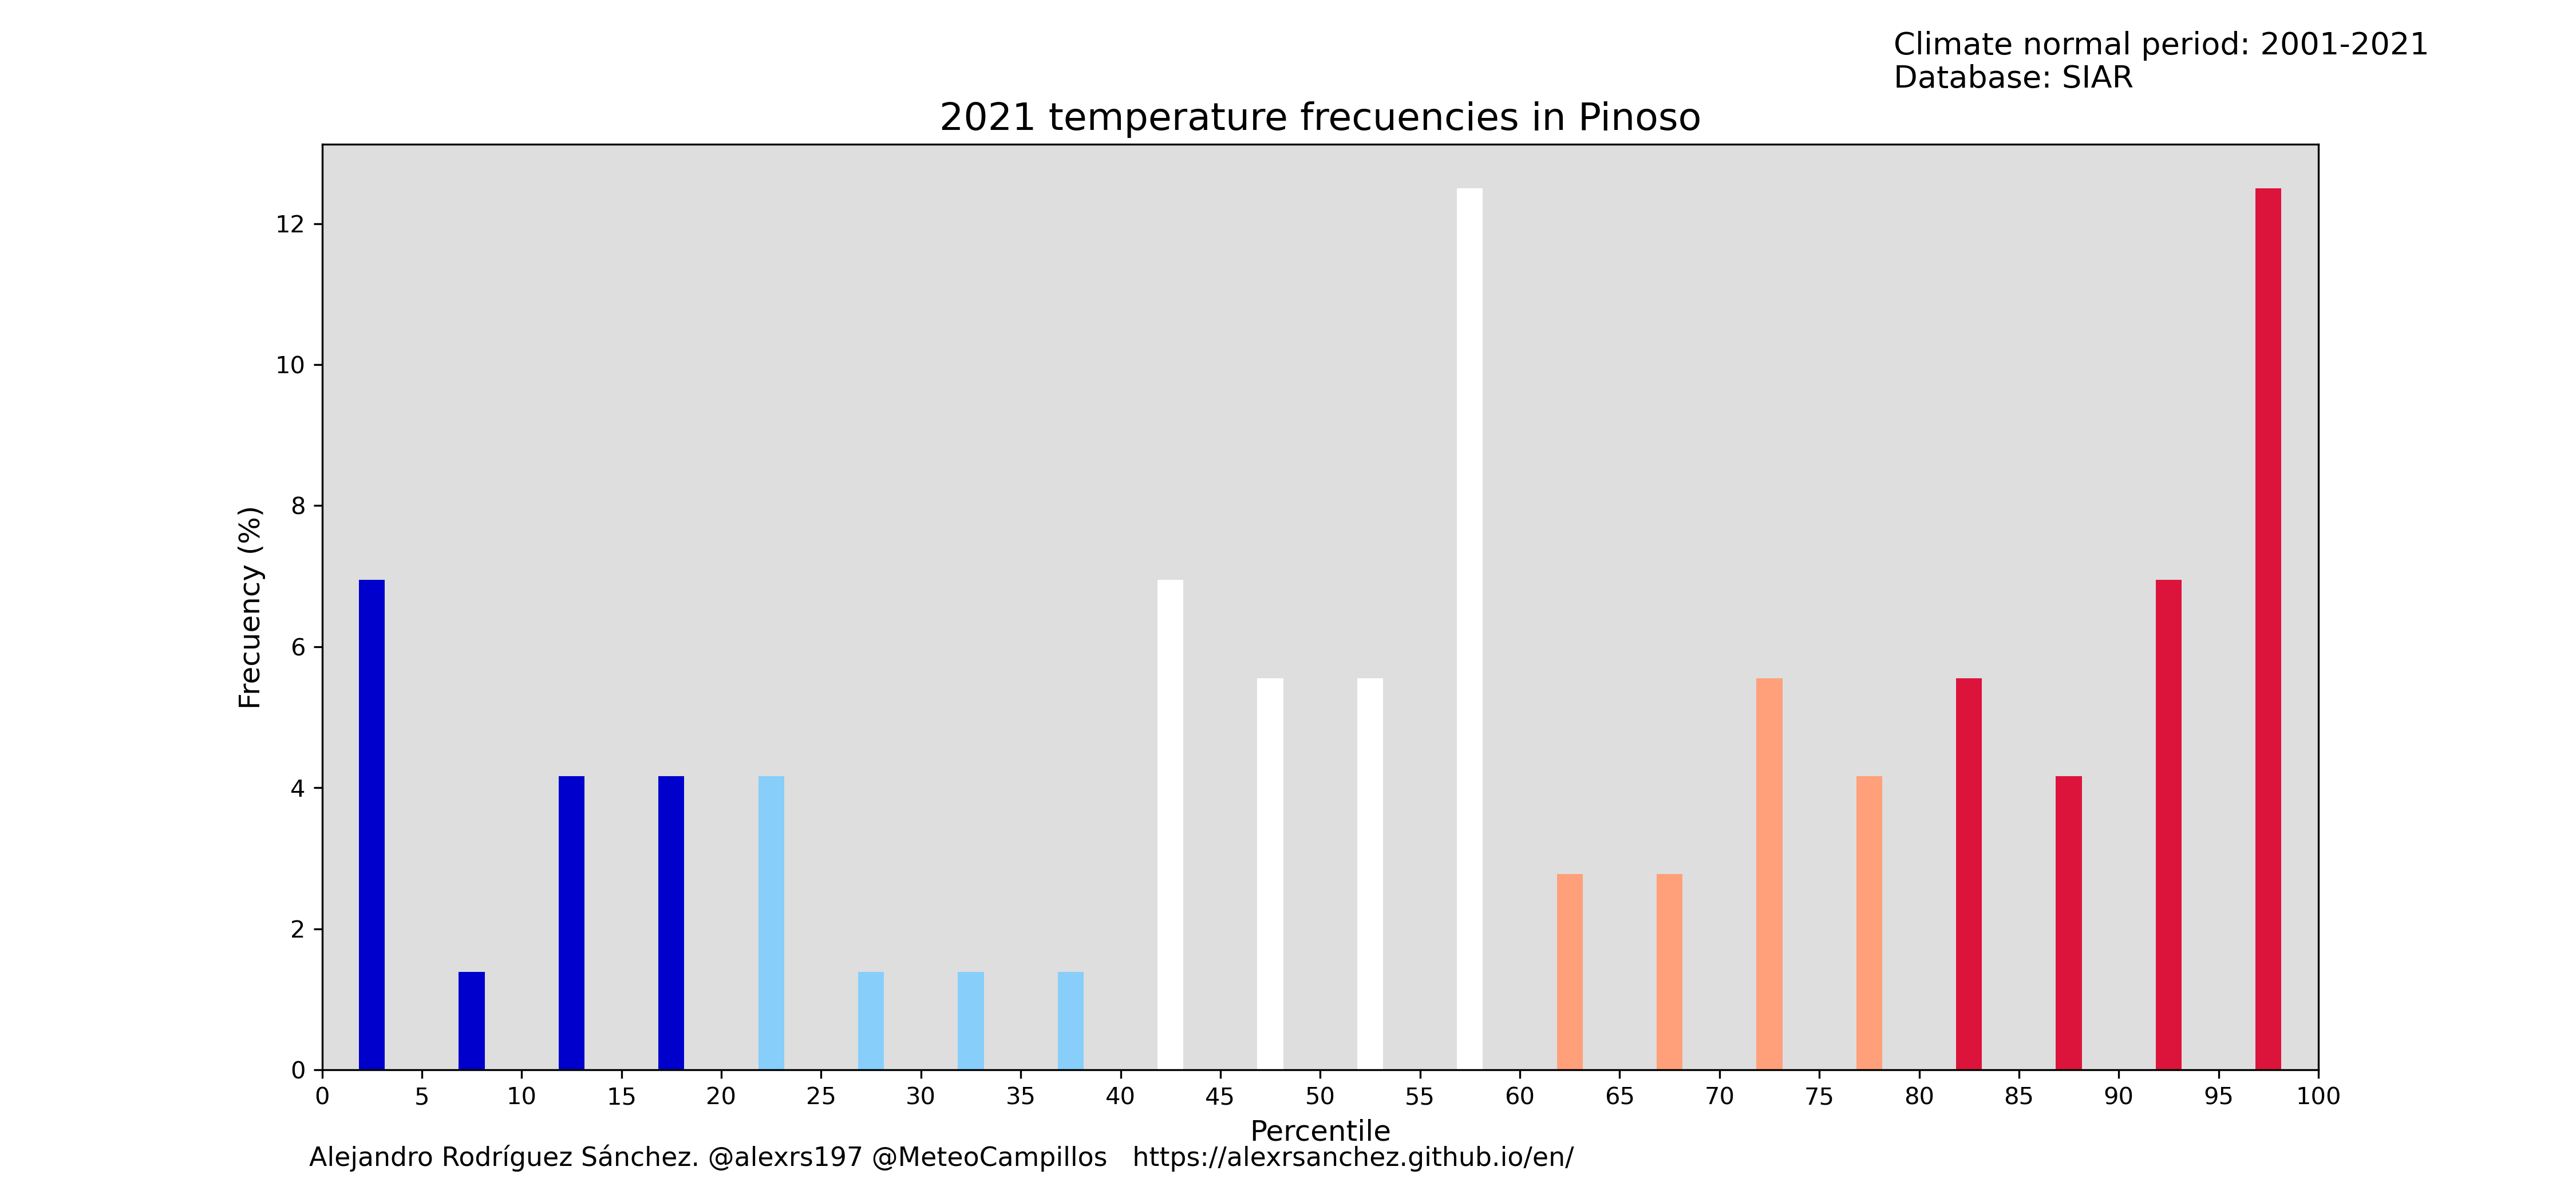 Climate normal period: 2001-2021
Database: SIAR
2021 temperature frecuencies in Pinoso
12
10
8
6
4
2
0
Frecuency (%)
0 5 10 15 20 25 30 35 40 45 50 55 60 65 70 75 80 85 90 95 100
Percentile
Alejandro Rodríguez Sánchez. @alexrs197 @MeteoCampillos https://alexrsanchez.github.io/en/